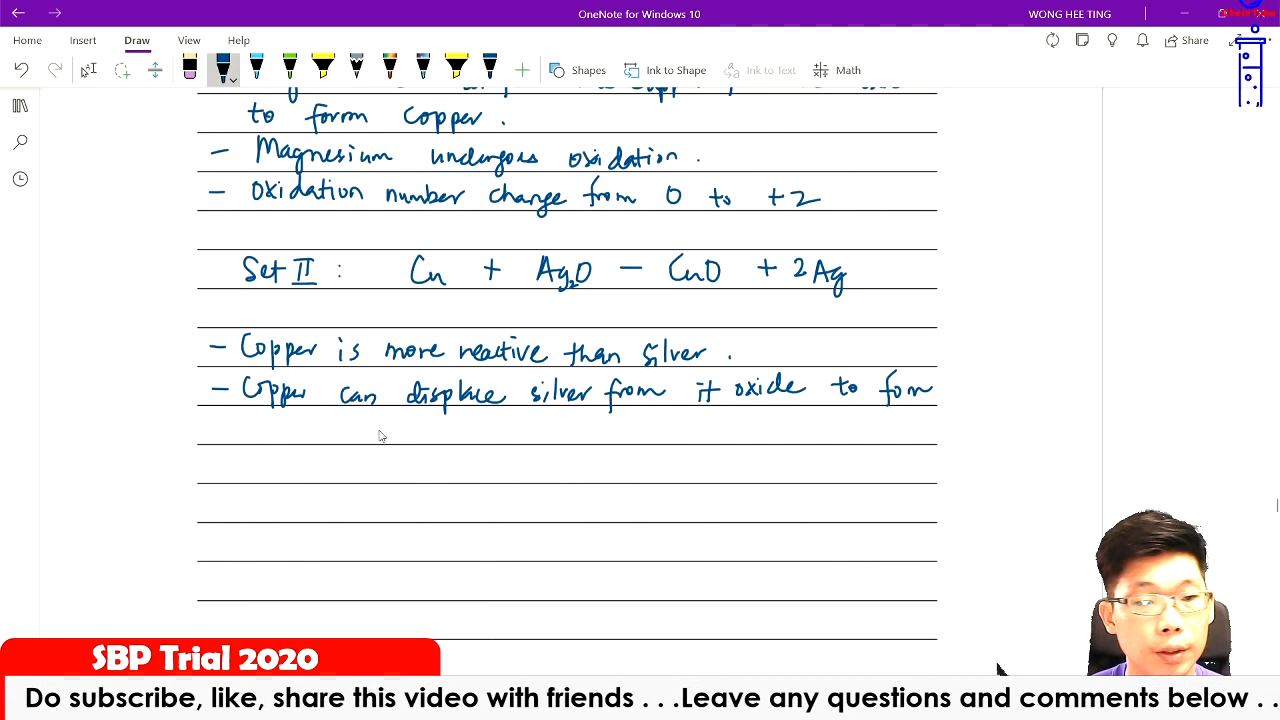 OneNote for Windows 10
WONG HEE TING
Home Insert Draw View Help
Share
Shapes Ink to Shape Ink to Text Math
to form copper.
- Magnesium undergoes oxidation.
- Oxidation number change from 0 to +2
Set II : Cu + Ag2O — CuO + 2Ag
- Copper is more reactive than silver.
- Copper can displace silver from it oxide to form
SBP Trial 2020
Do subscribe, like, share this video with friends . . .Leave any questions and comments below . .